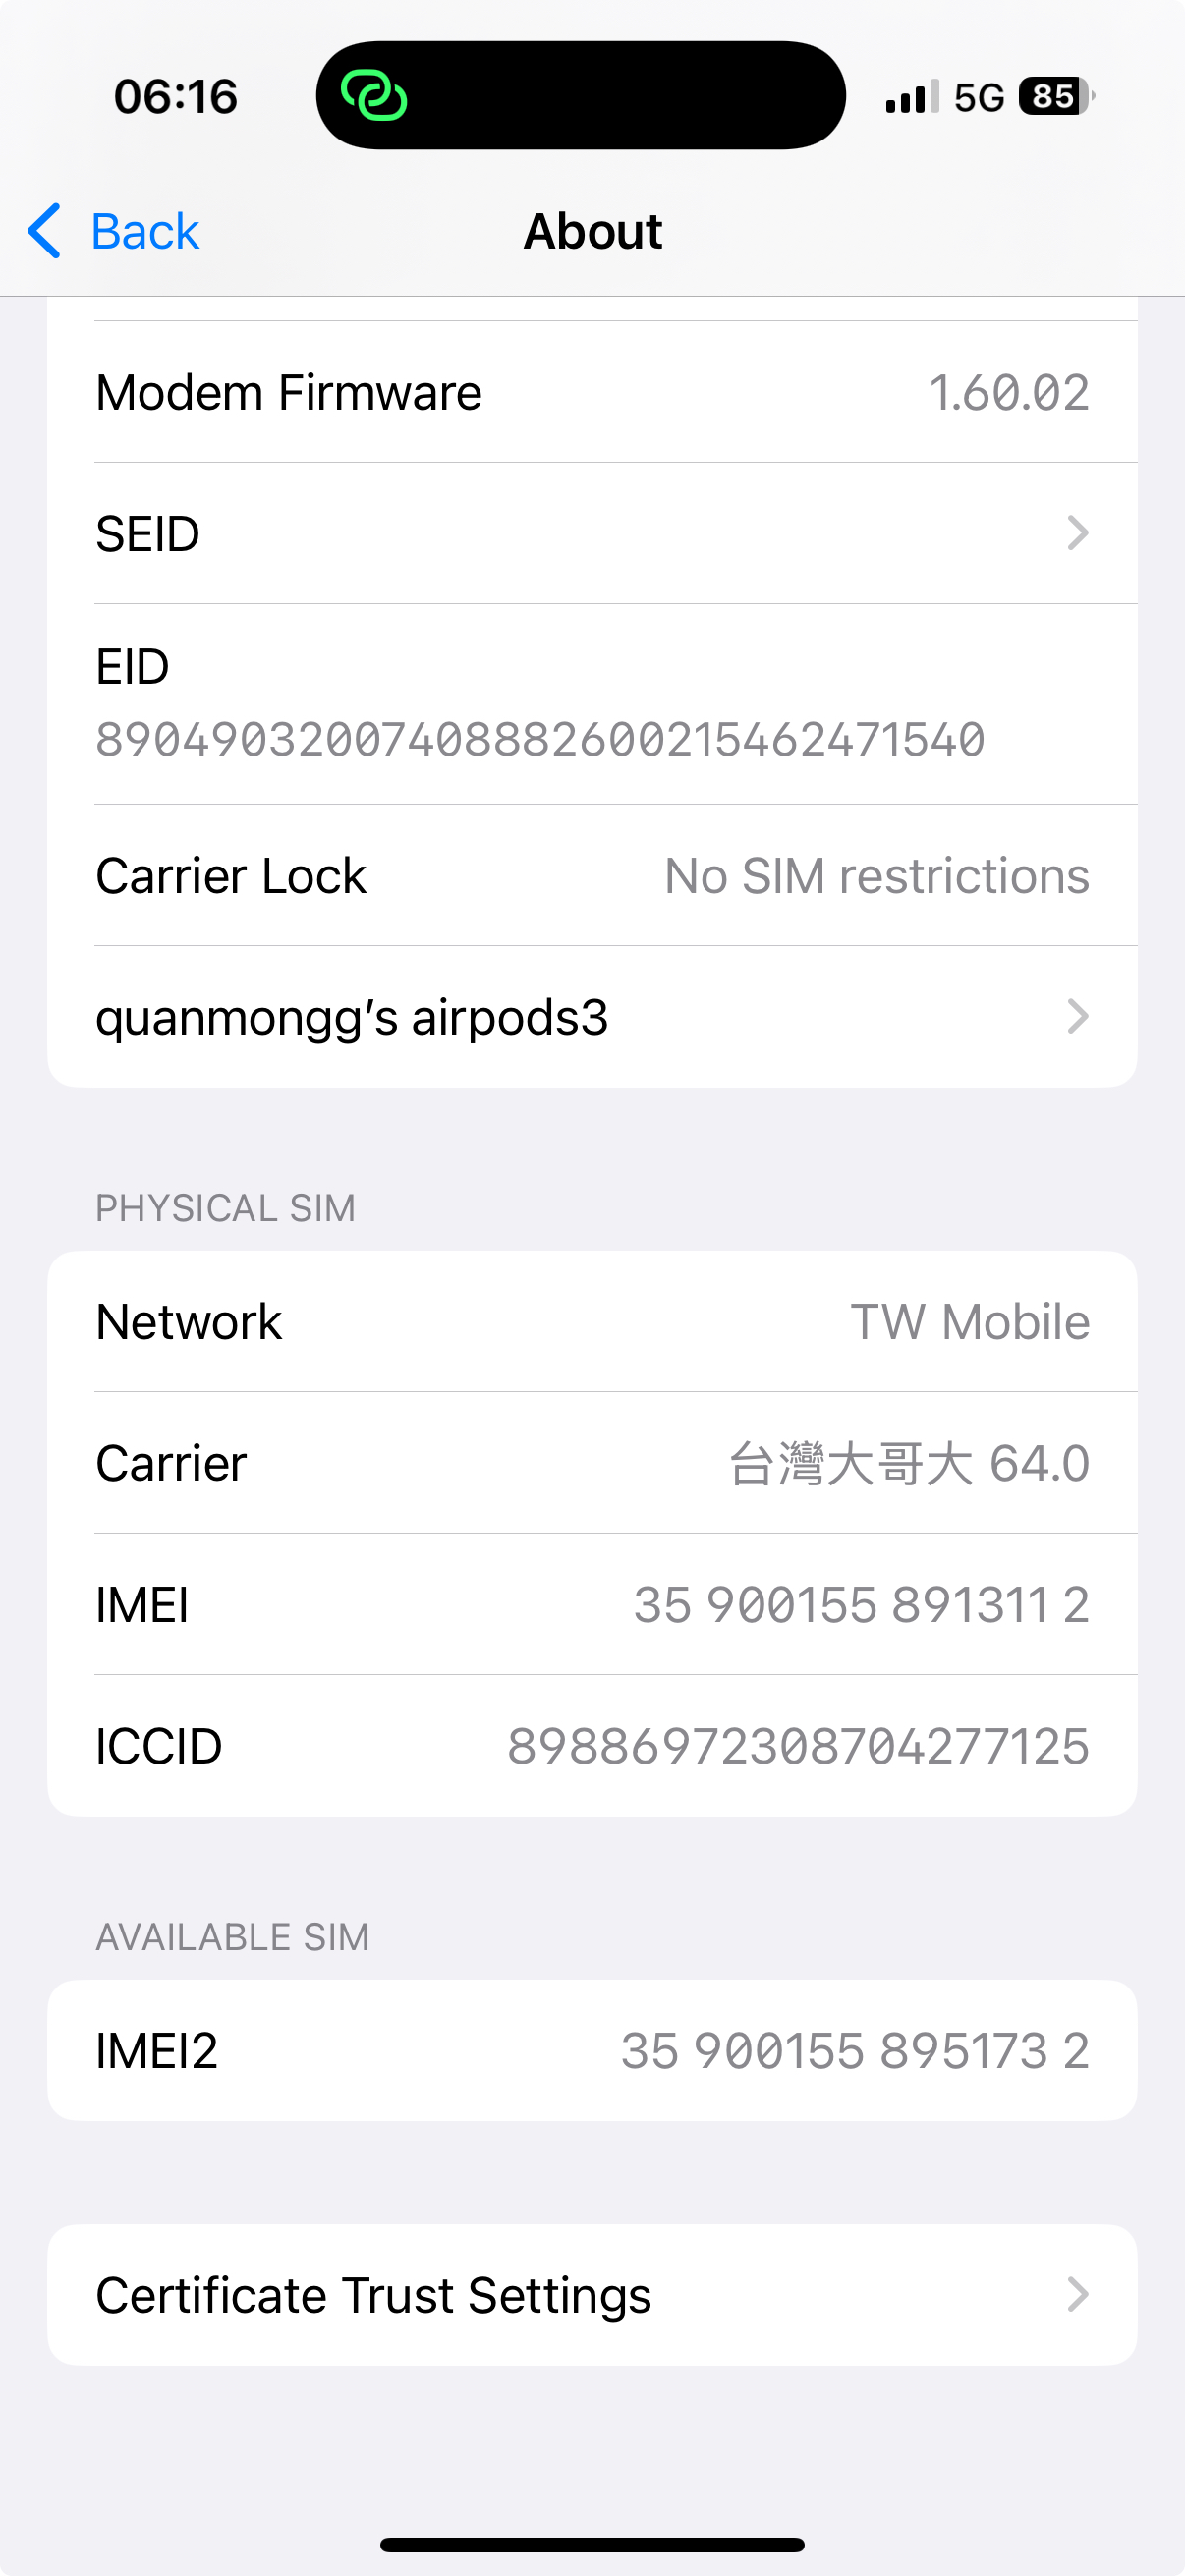 06:16
5G
85
Back
About
Modem Firmware
1.60.02
SEID
EID
89049032007408882600215462471540
Carrier Lock
No SIM restrictions
quanmongg’s airpods3
PHYSICAL SIM
Network
TW Mobile
Carrier
台灣大哥大 64.0
IMEI
35 900155 891311 2
ICCID
89886972308704277125
AVAILABLE SIM
IMEI2
35 900155 895173 2
Certificate Trust Settings